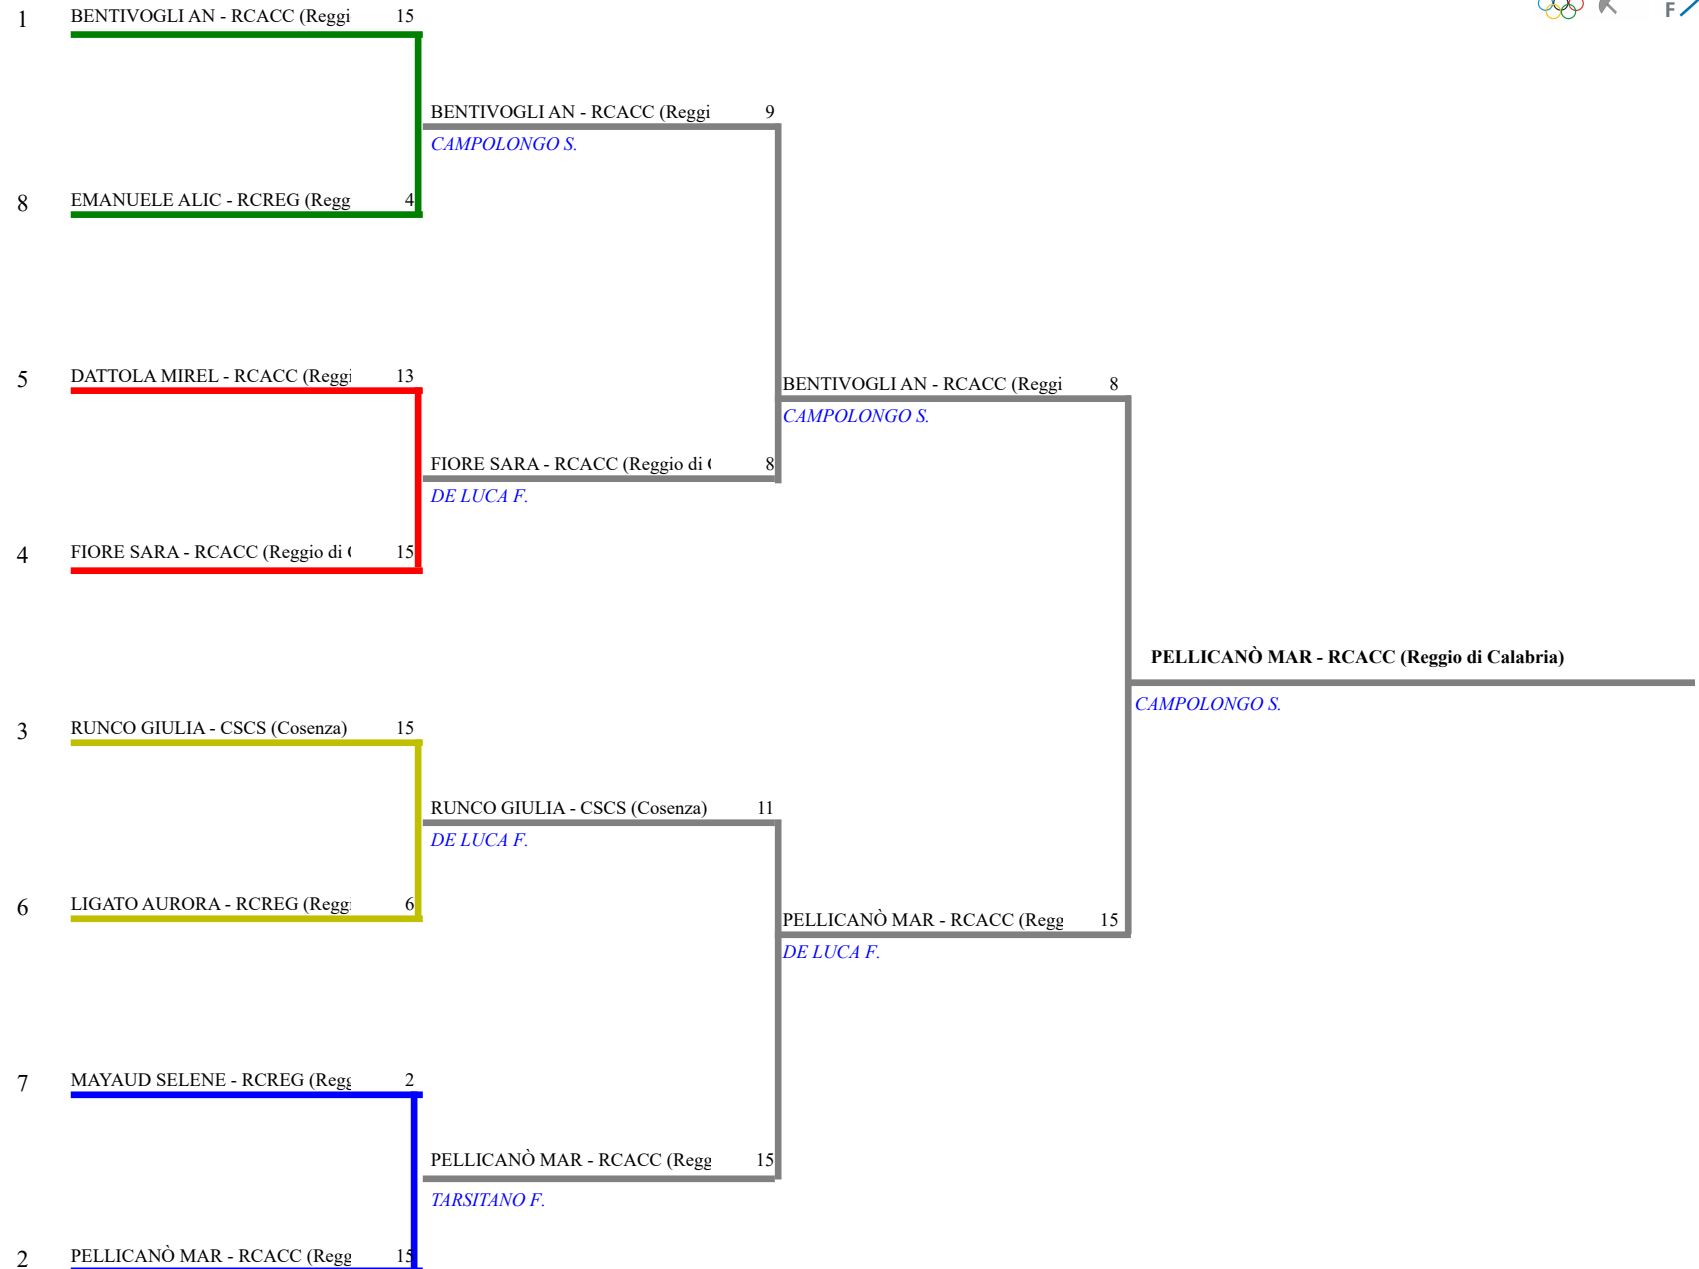 1 BENTIVOGLI AN - RCACC (Reggi 15
F
BENTIVOGLI AN - RCACC (Reggi 9
CAMPOLONGO S.
8 EMANUELE ALIC - RCREG (Regg 4
5 DATTOLA MIREL - RCACC (Reggi 13
BENTIVOGLI AN - RCACC (Reggi 8
CAMPOLONGO S.
FIORE SARA - RCACC (Reggio di ( 8
DE LUCA F.
4 FIORE SARA - RCACC (Reggio di ( 15
PELLICANÒ MAR - RCACC (Reggio di Calabria)
CAMPOLONGO S.
3 RUNCO GIULIA - CSCS (Cosenza) 15
RUNCO GIULIA - CSCS (Cosenza) 11
DE LUCA F.
6 LIGATO AURORA - RCREG (Reggi 6
PELLICANÒ MAR - RCACC (Regg 15
DE LUCA F.
7 MAYAUD SELENE - RCREG (Regg 2
PELLICANÒ MAR - RCACC (Regg 15
TARSITANO F.
2 PELLICANÒ MAR - RCACC (Regg 15